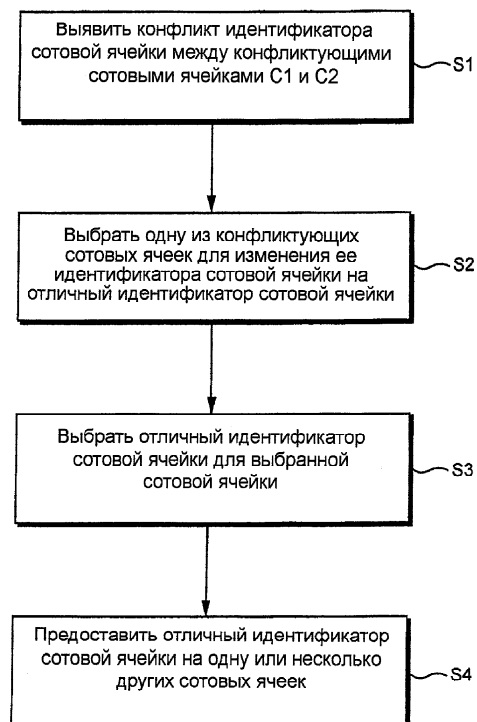 Выявить конфликт идентификатора
сотовой ячейки между конфликтующими
сотовыми ячейками C1 и C2
S1
Выбрать одну из конфликтующих
сотовых ячеек для изменения ее
идентификатора сотовой ячейки на
отличный идентификатор сотовой ячейки
S2
Выбрать отличный идентификатор
сотовой ячейки для выбранной
сотовой ячейки
S3
Предоставить отличный идентификатор
сотовой ячейки на одну или несколько
других сотовых ячеек
S4